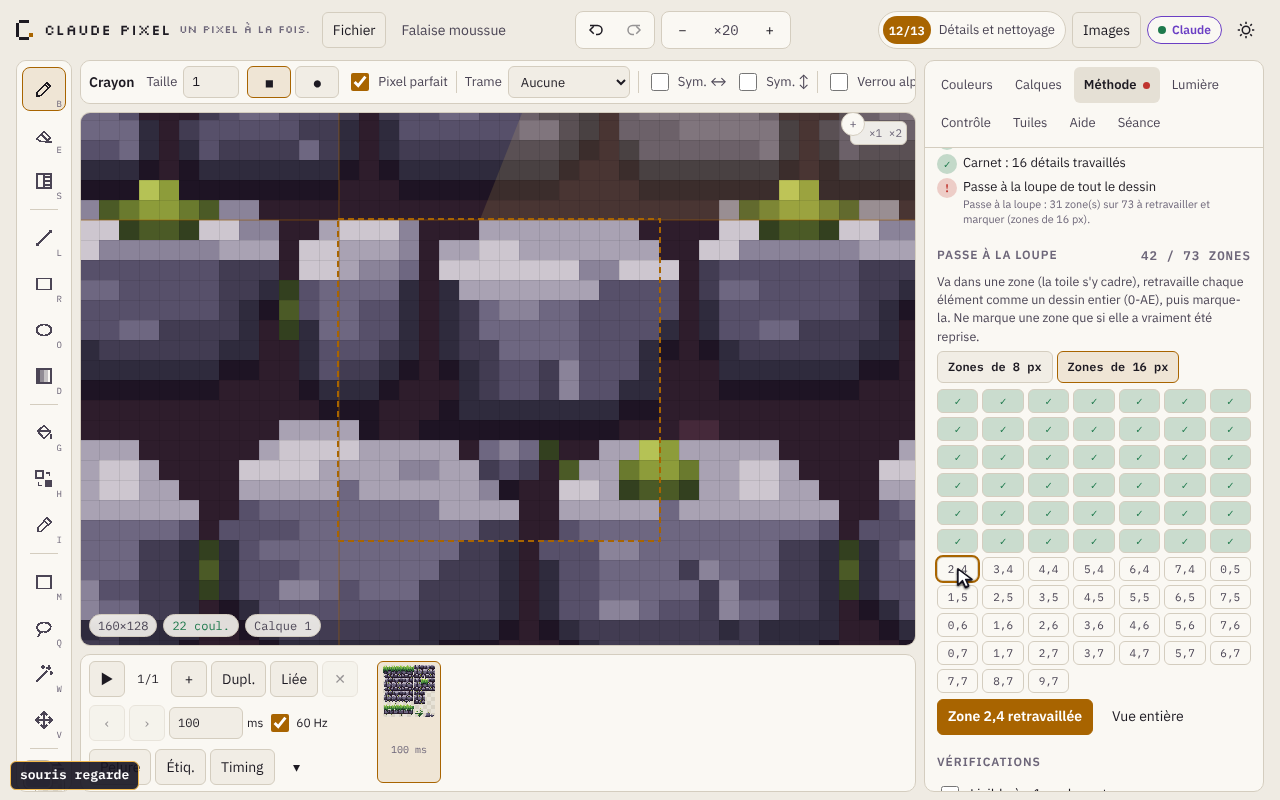 CLAUDE PIXEL UN PIXEL À LA FOIS. Fichier Falaise moussue − ×20 + 12/13 Détails et nettoyage Images Claude
Crayon Taille 1 Pixel parfait Trame Aucune Sym. ↔ Sym. ↕ Verrou alp
B
E
S
L
R
O
D
G
H
I
M
Q
W
V
+ ×1 ×2
160×128 22 coul. Calque 1
1/1 + Dupl. Liée ✕
‹ › 100 ms 60 Hz
Étiq. Timing ▼
100 ms
souris regarde
Couleurs Calques Méthode Lumière
Contrôle Tuiles Aide Séance
✓ Carnet : 16 détails travaillés
! Passe à la loupe de tout le dessin
Passe à la loupe : 31 zone(s) sur 73 à retravailler et
marquer (zones de 16 px).
PASSE À LA LOUPE 42 / 73 ZONES
Va dans une zone (la toile s'y cadre), retravaille chaque
élément comme un dessin entier (0-AE), puis marque-
la. Ne marque une zone que si elle a vraiment été
reprise.
Zones de 8 px Zones de 16 px
✓ ✓ ✓ ✓ ✓ ✓ ✓
✓ ✓ ✓ ✓ ✓ ✓ ✓
✓ ✓ ✓ ✓ ✓ ✓ ✓
✓ ✓ ✓ ✓ ✓ ✓ ✓
✓ ✓ ✓ ✓ ✓ ✓ ✓
✓ ✓ ✓ ✓ ✓ ✓ ✓
2,4 3,4 4,4 5,4 6,4 7,4 0,5
1,5 2,5 3,5 4,5 5,5 6,5 7,5
0,6 1,6 2,6 3,6 4,6 5,6 7,6
0,7 1,7 2,7 3,7 4,7 5,7 6,7
7,7 8,7 9,7
Zone 2,4 retravaillée Vue entière
VÉRIFICATIONS